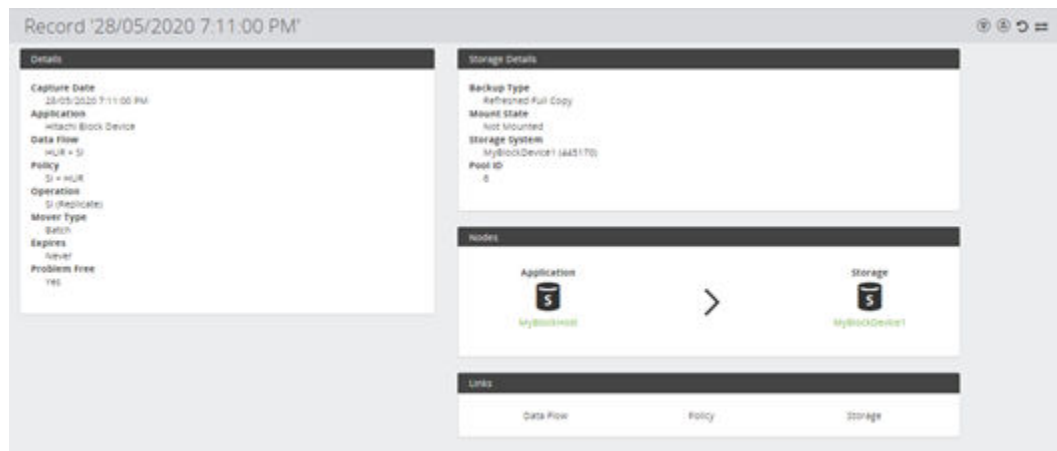 Record '28/05/2020 7:11:00 PM'
Details
Capture Date
28/05/2020 7:11:00 PM
Application
Hitachi Block Device
Data Flow
HUR + SI
Policy
SI + HUR
Operation
SI (Replicate)
Mover Type
Batch
Expires
Never
Problem Free
Yes
Storage Details
Backup Type
Refreshed Full Copy
Mount State
Not Mounted
Storage System
MyBlockDevice1 (445170)
Pool ID
6
Nodes
Application
Storage
S
S
MyBlockHost
MyBlockDevice1
Links
Data Flow
Policy
Storage